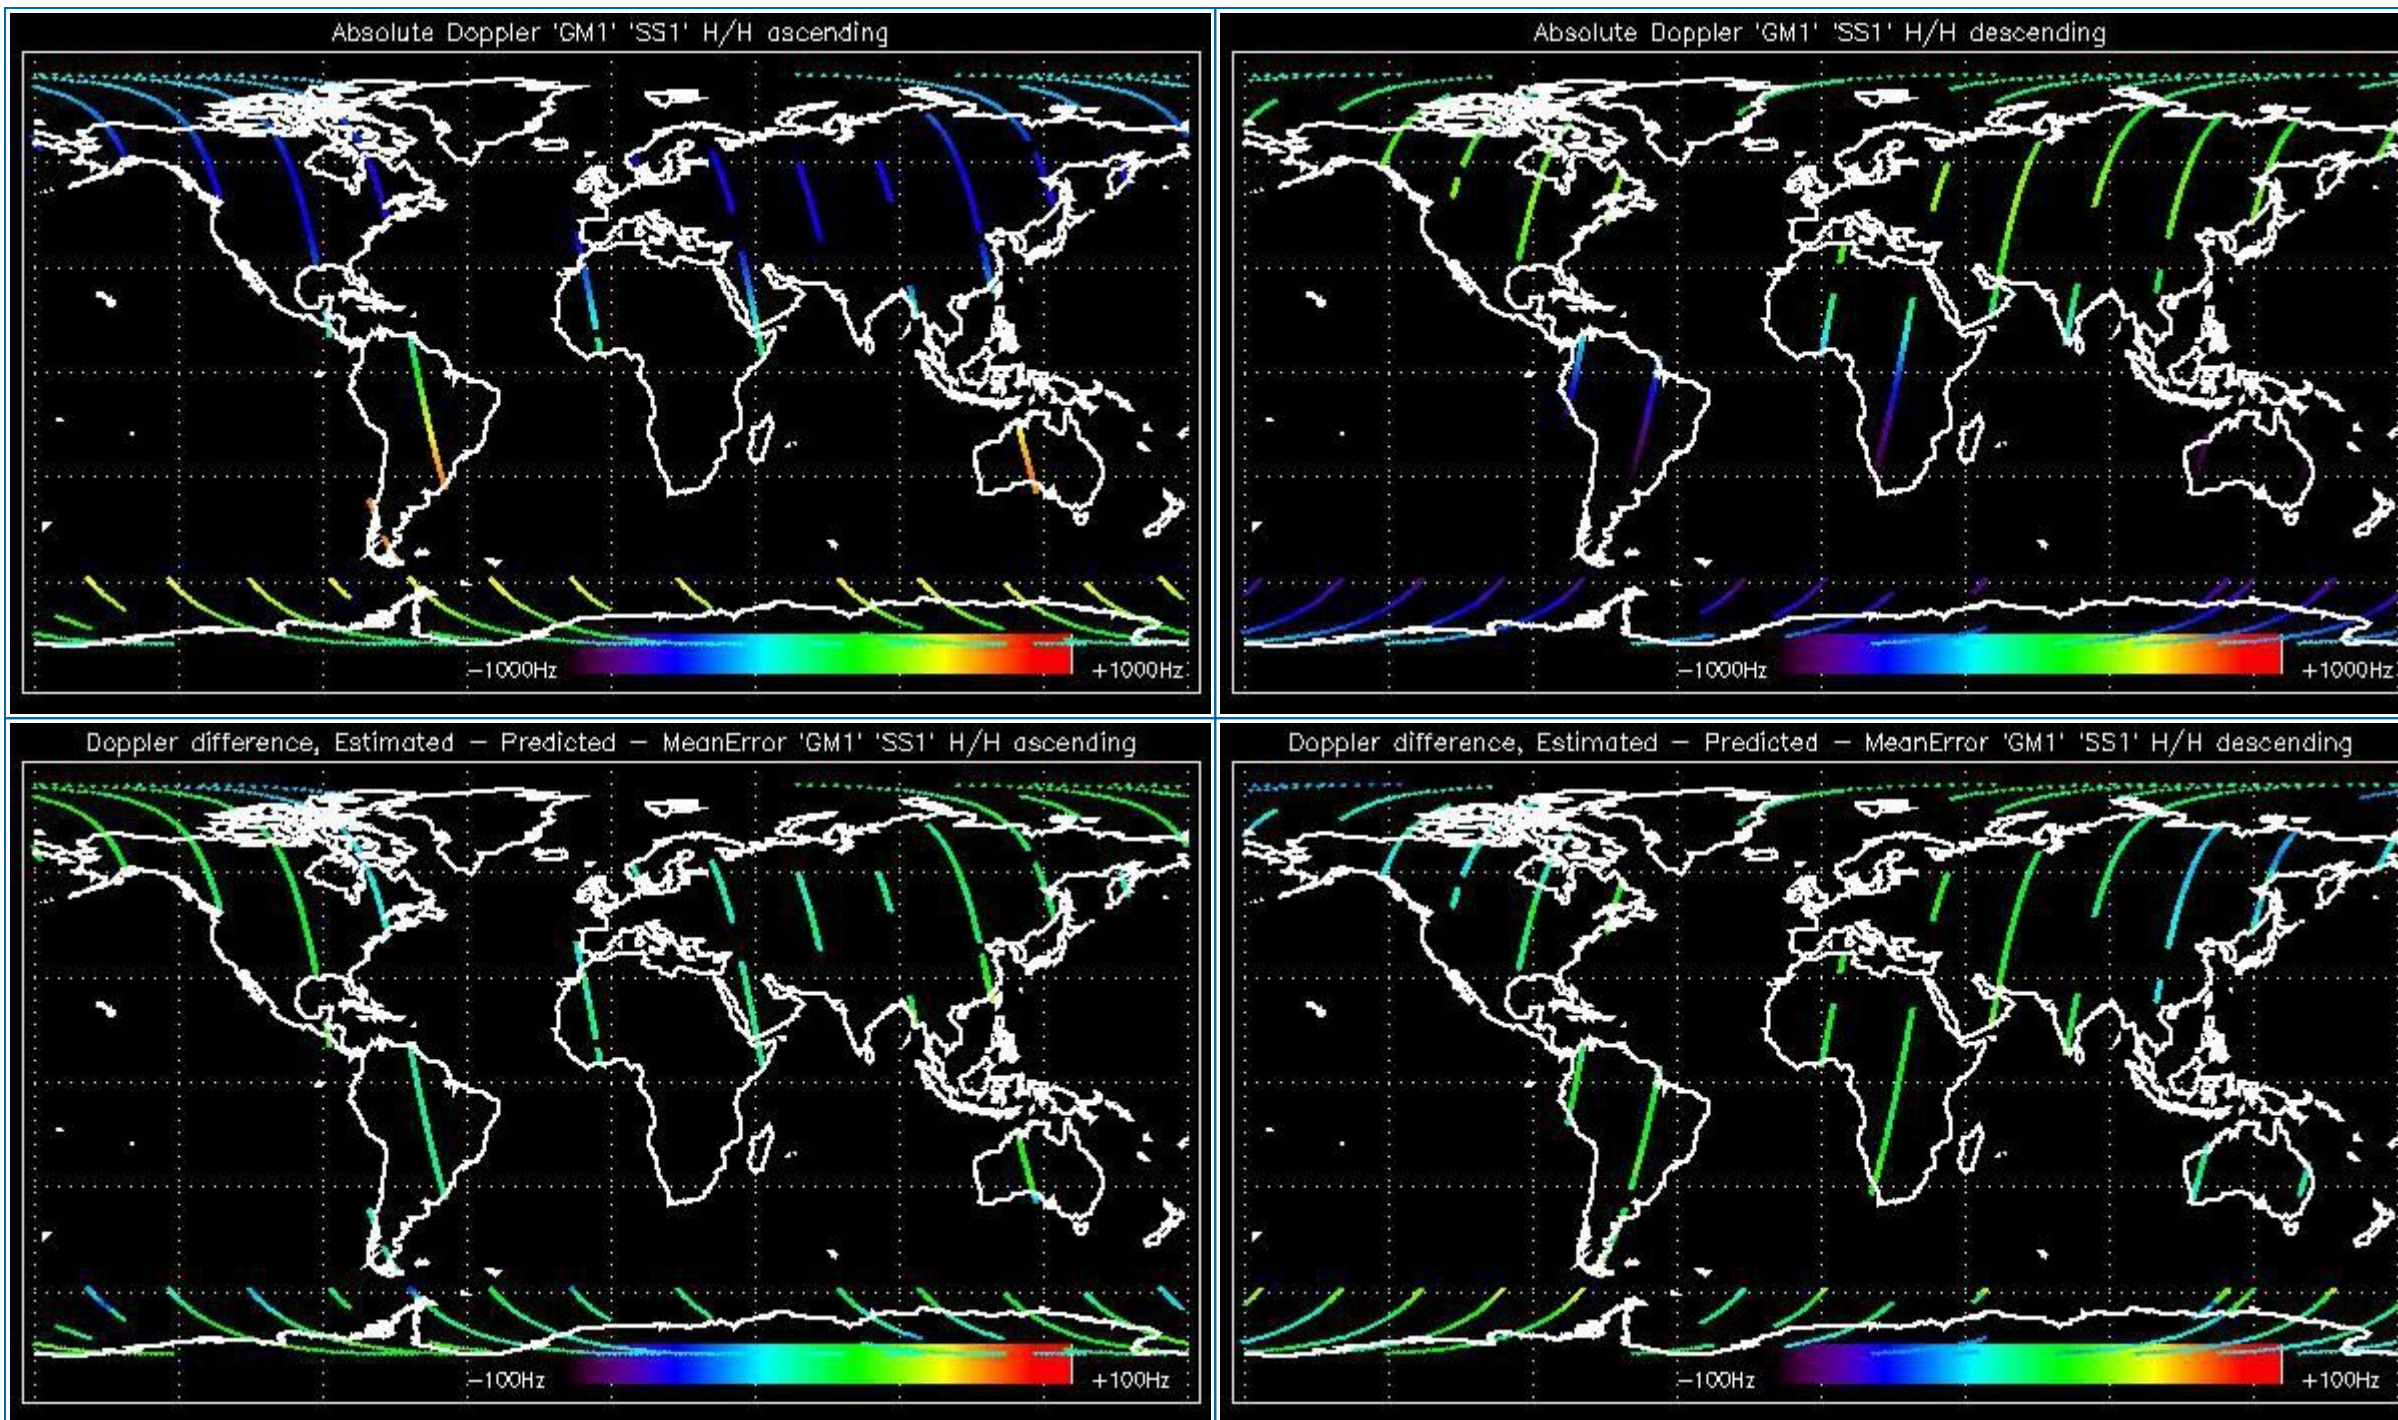 Absolute Doppler 'GM1' 'SS1' H/H ascending
−1000Hz
+1000Hz
Absolute Doppler 'GM1' 'SS1' H/H descending
−1000Hz
+1000Hz
Doppler difference, Estimated − Predicted − MeanError 'GM1' 'SS1' H/H ascending
−100Hz
+100Hz
Doppler difference, Estimated − Predicted − MeanError 'GM1' 'SS1' H/H descending
−100Hz
+100Hz